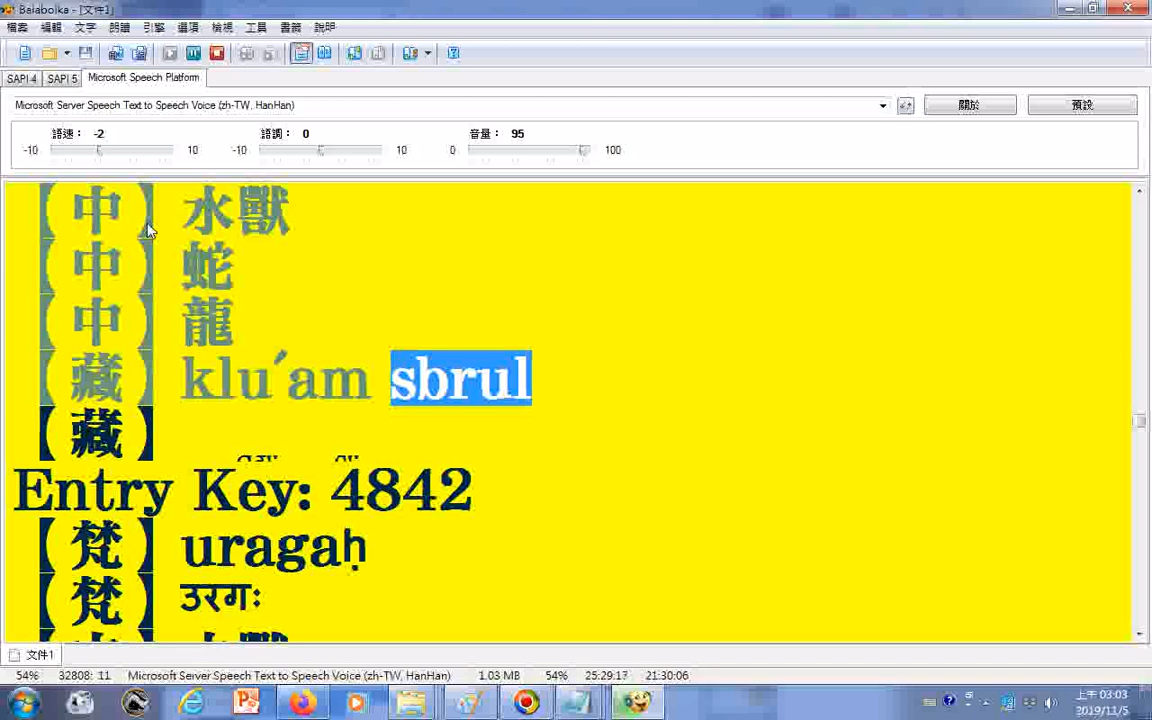 Balabolka - [文件1]
檔案 編輯 文字 朗讀 引擎 選項 檢視 工具 書籤 說明
SAPI 4 SAPI 5 Microsoft Speech Platform
Microsoft Server Speech Text to Speech Voice (zh-TW, HanHan) 關於 預設
語速： -2 語調： 0 音量： 95
-10 10 -10 10 0 100
【中】 水獸
【中】 蛇
【中】 龍
【藏】 klu'am sbrul
【藏】
Entry Key: 4842
【梵】 uragaḥ
【梵】 उरगः
文件1
54% 32808: 11 Microsoft Server Speech Text to Speech Voice (zh-TW, HanHan) 1.03 MB 54% 25:29:17 21:30:06
上午 03:03
2019/11/5